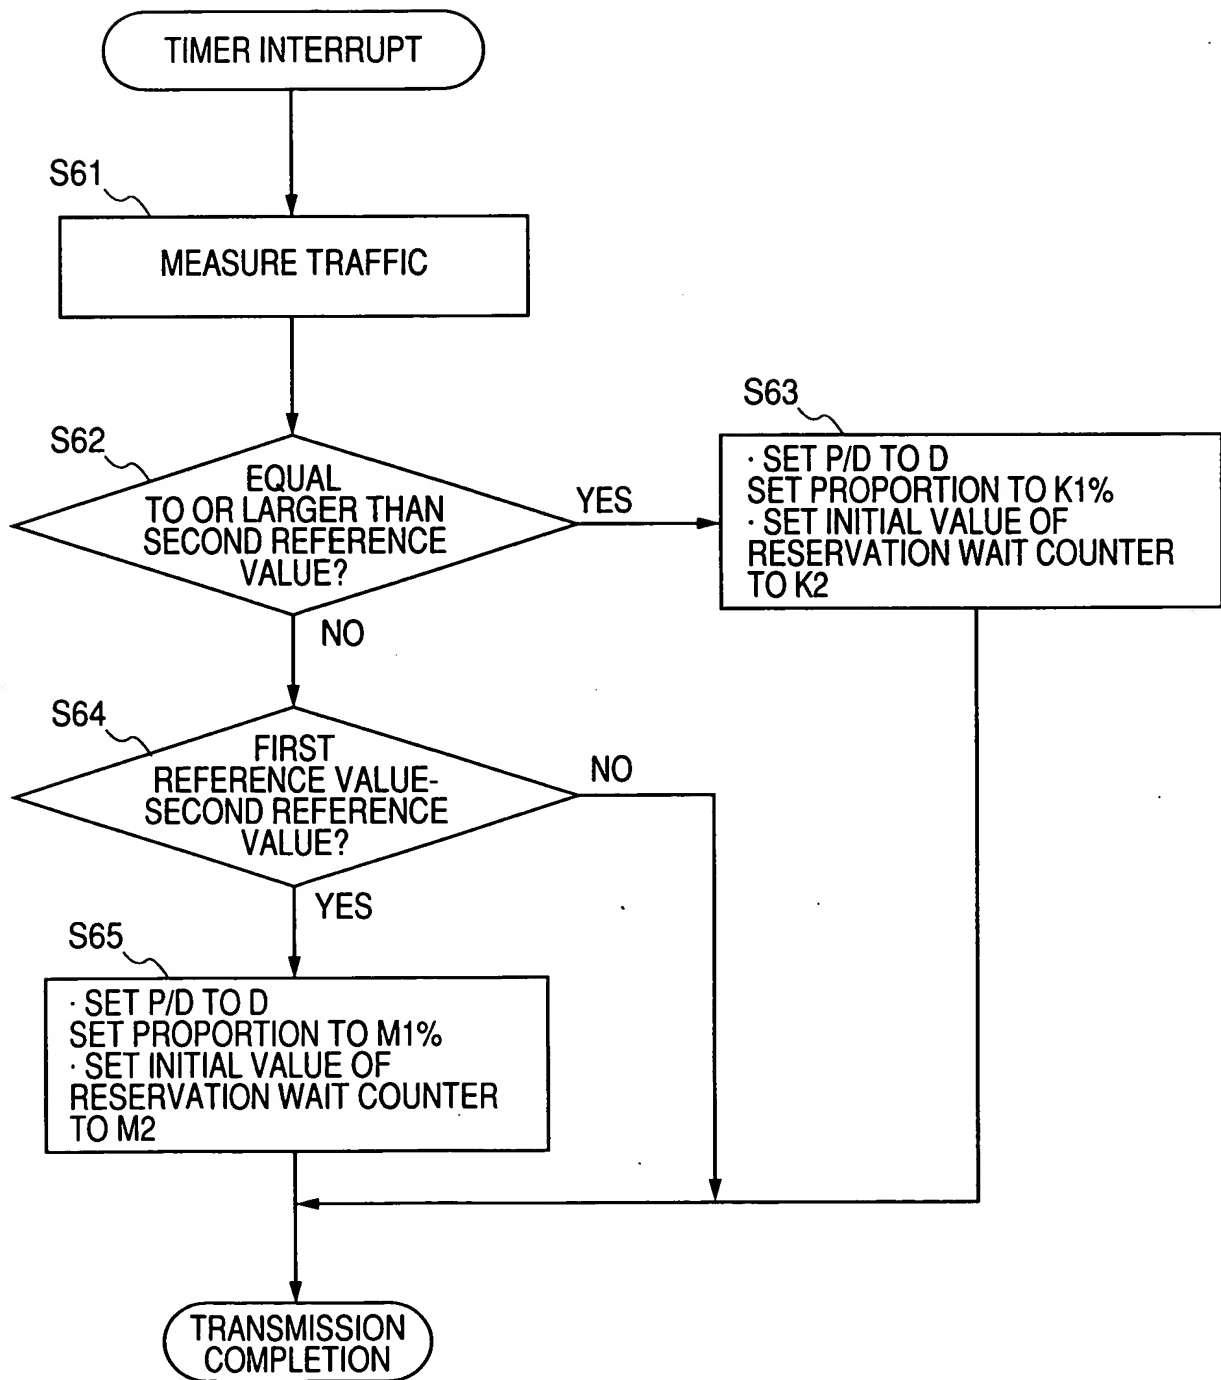 TIMER INTERRUPT
S61
MEASURE TRAFFIC
S62
EQUAL
TO OR LARGER THAN
SECOND REFERENCE
VALUE?
YES
NO
S63
· SET P/D TO D
SET PROPORTION TO K1%
· SET INITIAL VALUE OF
RESERVATION WAIT COUNTER
TO K2
S64
FIRST
REFERENCE VALUE-
SECOND REFERENCE
VALUE?
NO
YES
S65
· SET P/D TO D
SET PROPORTION TO M1%
· SET INITIAL VALUE OF
RESERVATION WAIT COUNTER
TO M2
TRANSMISSION
COMPLETION